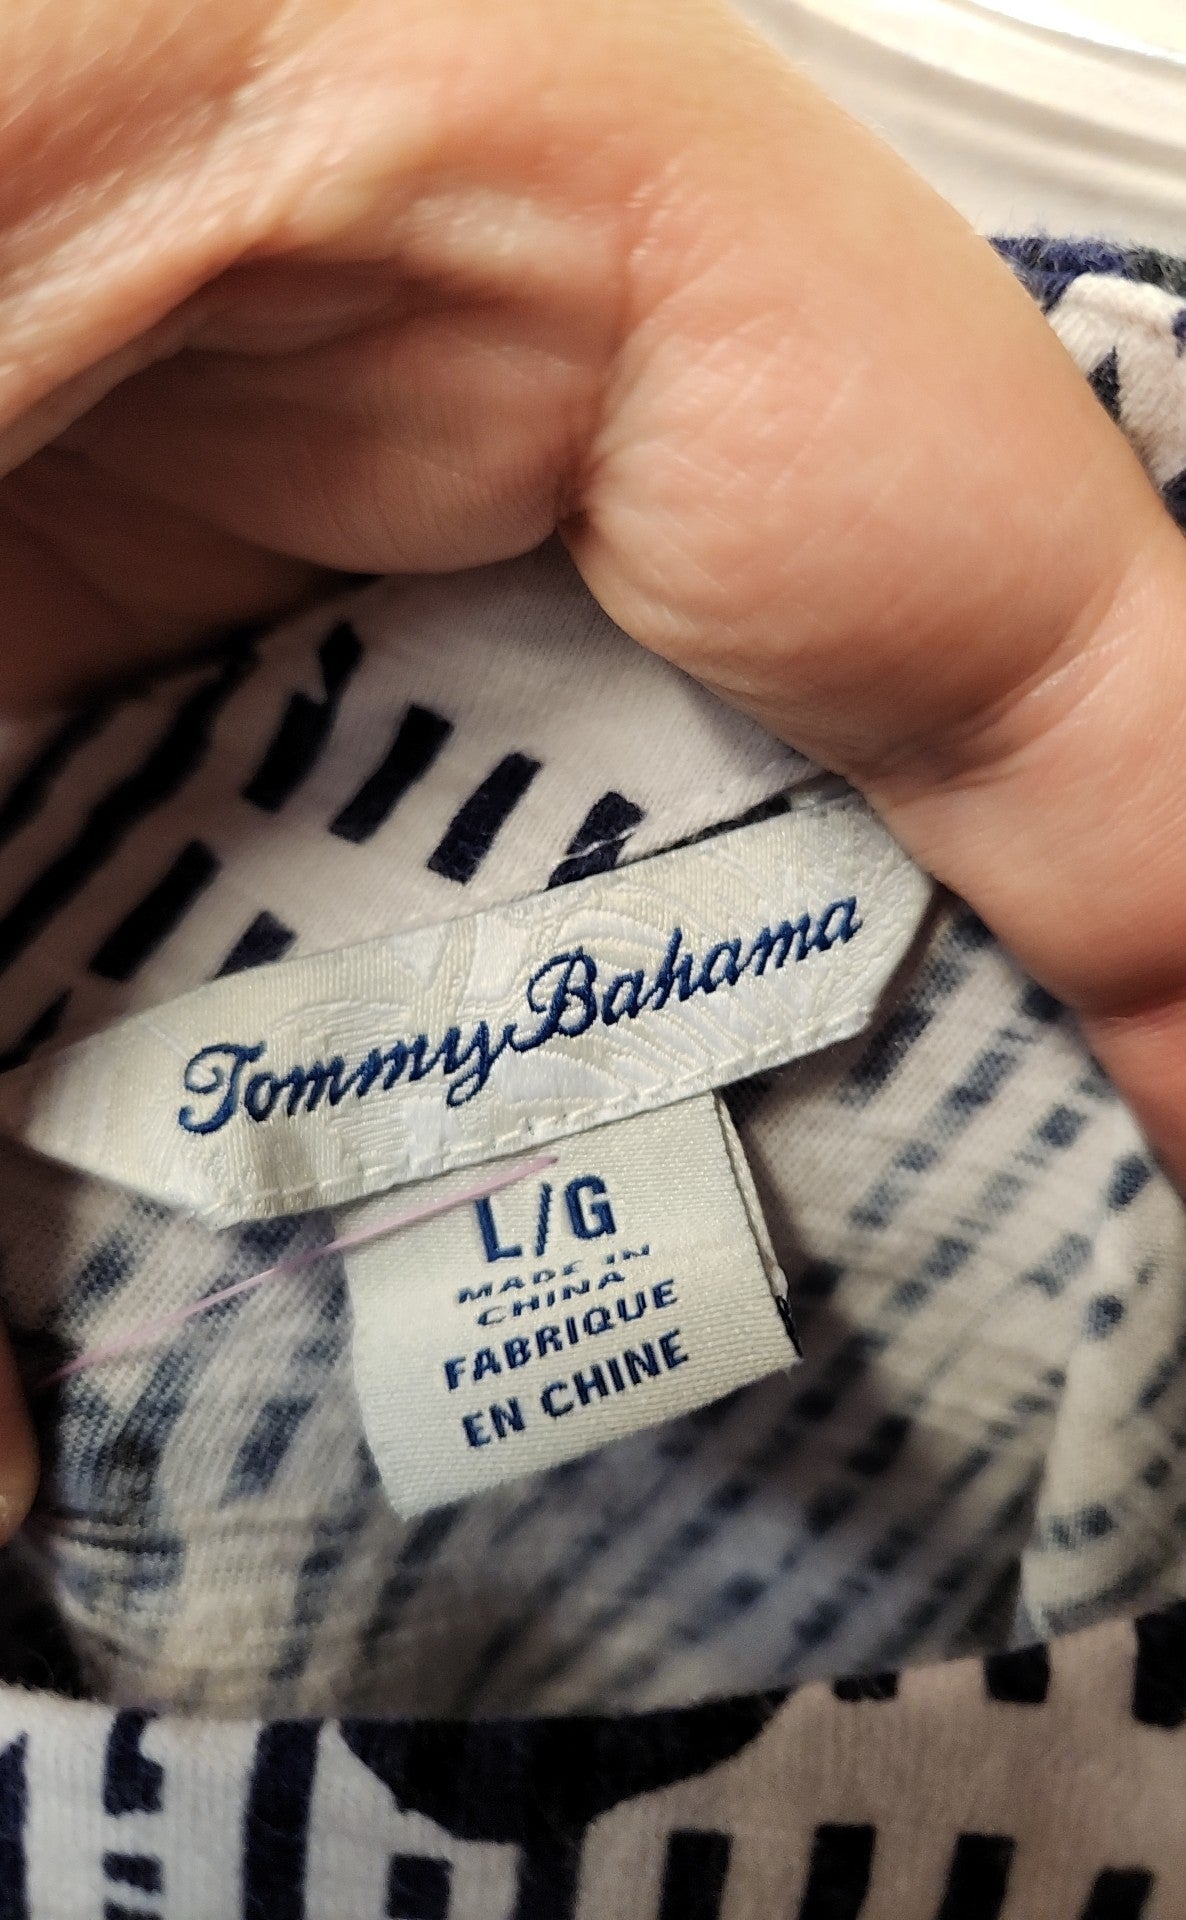 Tommy Bahama
L/G
MADE IN
CHINA
FABRIQUE
EN CHINE